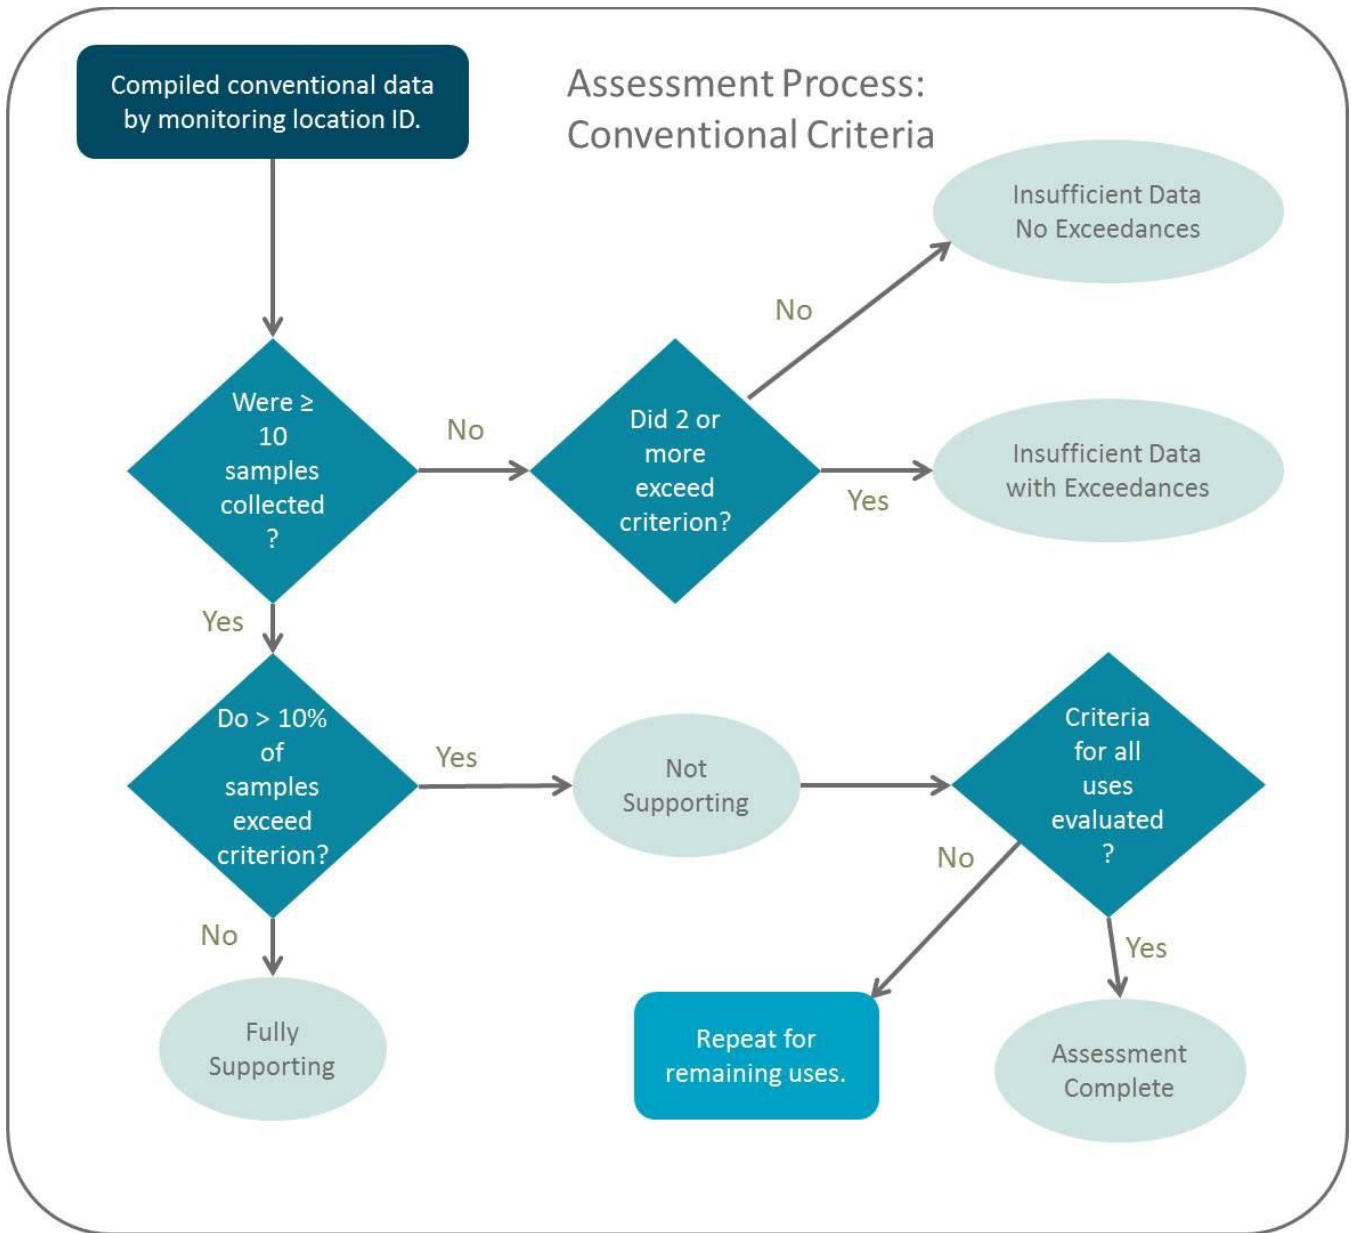 Compiled conventional data
by monitoring location ID.
Assessment Process:
Conventional Criteria
Insufficient Data
No Exceedances
No
Were ≥
10
samples
collected
?
No
Did 2 or
more
exceed
criterion?
Yes
Insufficient Data
with Exceedances
Yes
Do > 10%
of
samples
exceed
criterion?
Yes
Not
Supporting
Criteria
for all
uses
evaluated
?
No
No
Yes
Fully
Supporting
Repeat for
remaining uses.
Assessment
Complete